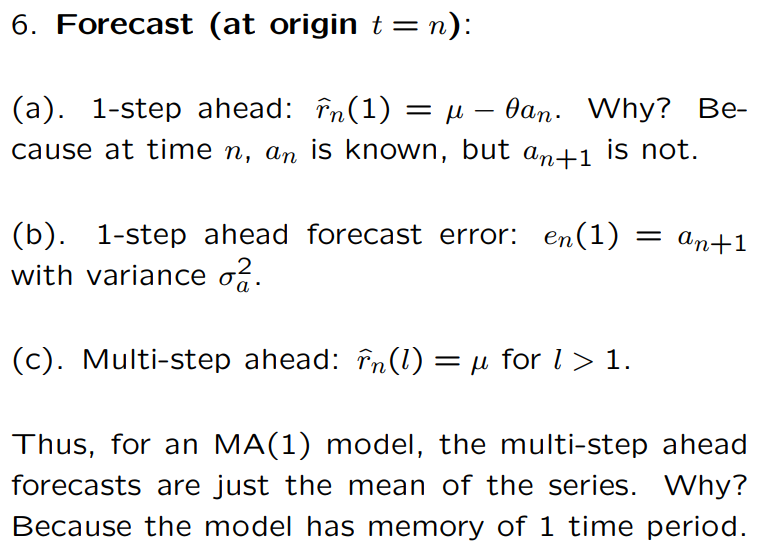 6. Forecast (at origin t = n):
(a). 1-step ahead: r̂ₙ(1) = μ − θaₙ. Why? Be-
cause at time n, aₙ is known, but aₙ₊₁ is not.
(b). 1-step ahead forecast error: eₙ(1) = aₙ₊₁
with variance σₐ².
(c). Multi-step ahead: r̂ₙ(l) = μ for l > 1.
Thus, for an MA(1) model, the multi-step ahead
forecasts are just the mean of the series. Why?
Because the model has memory of 1 time period.